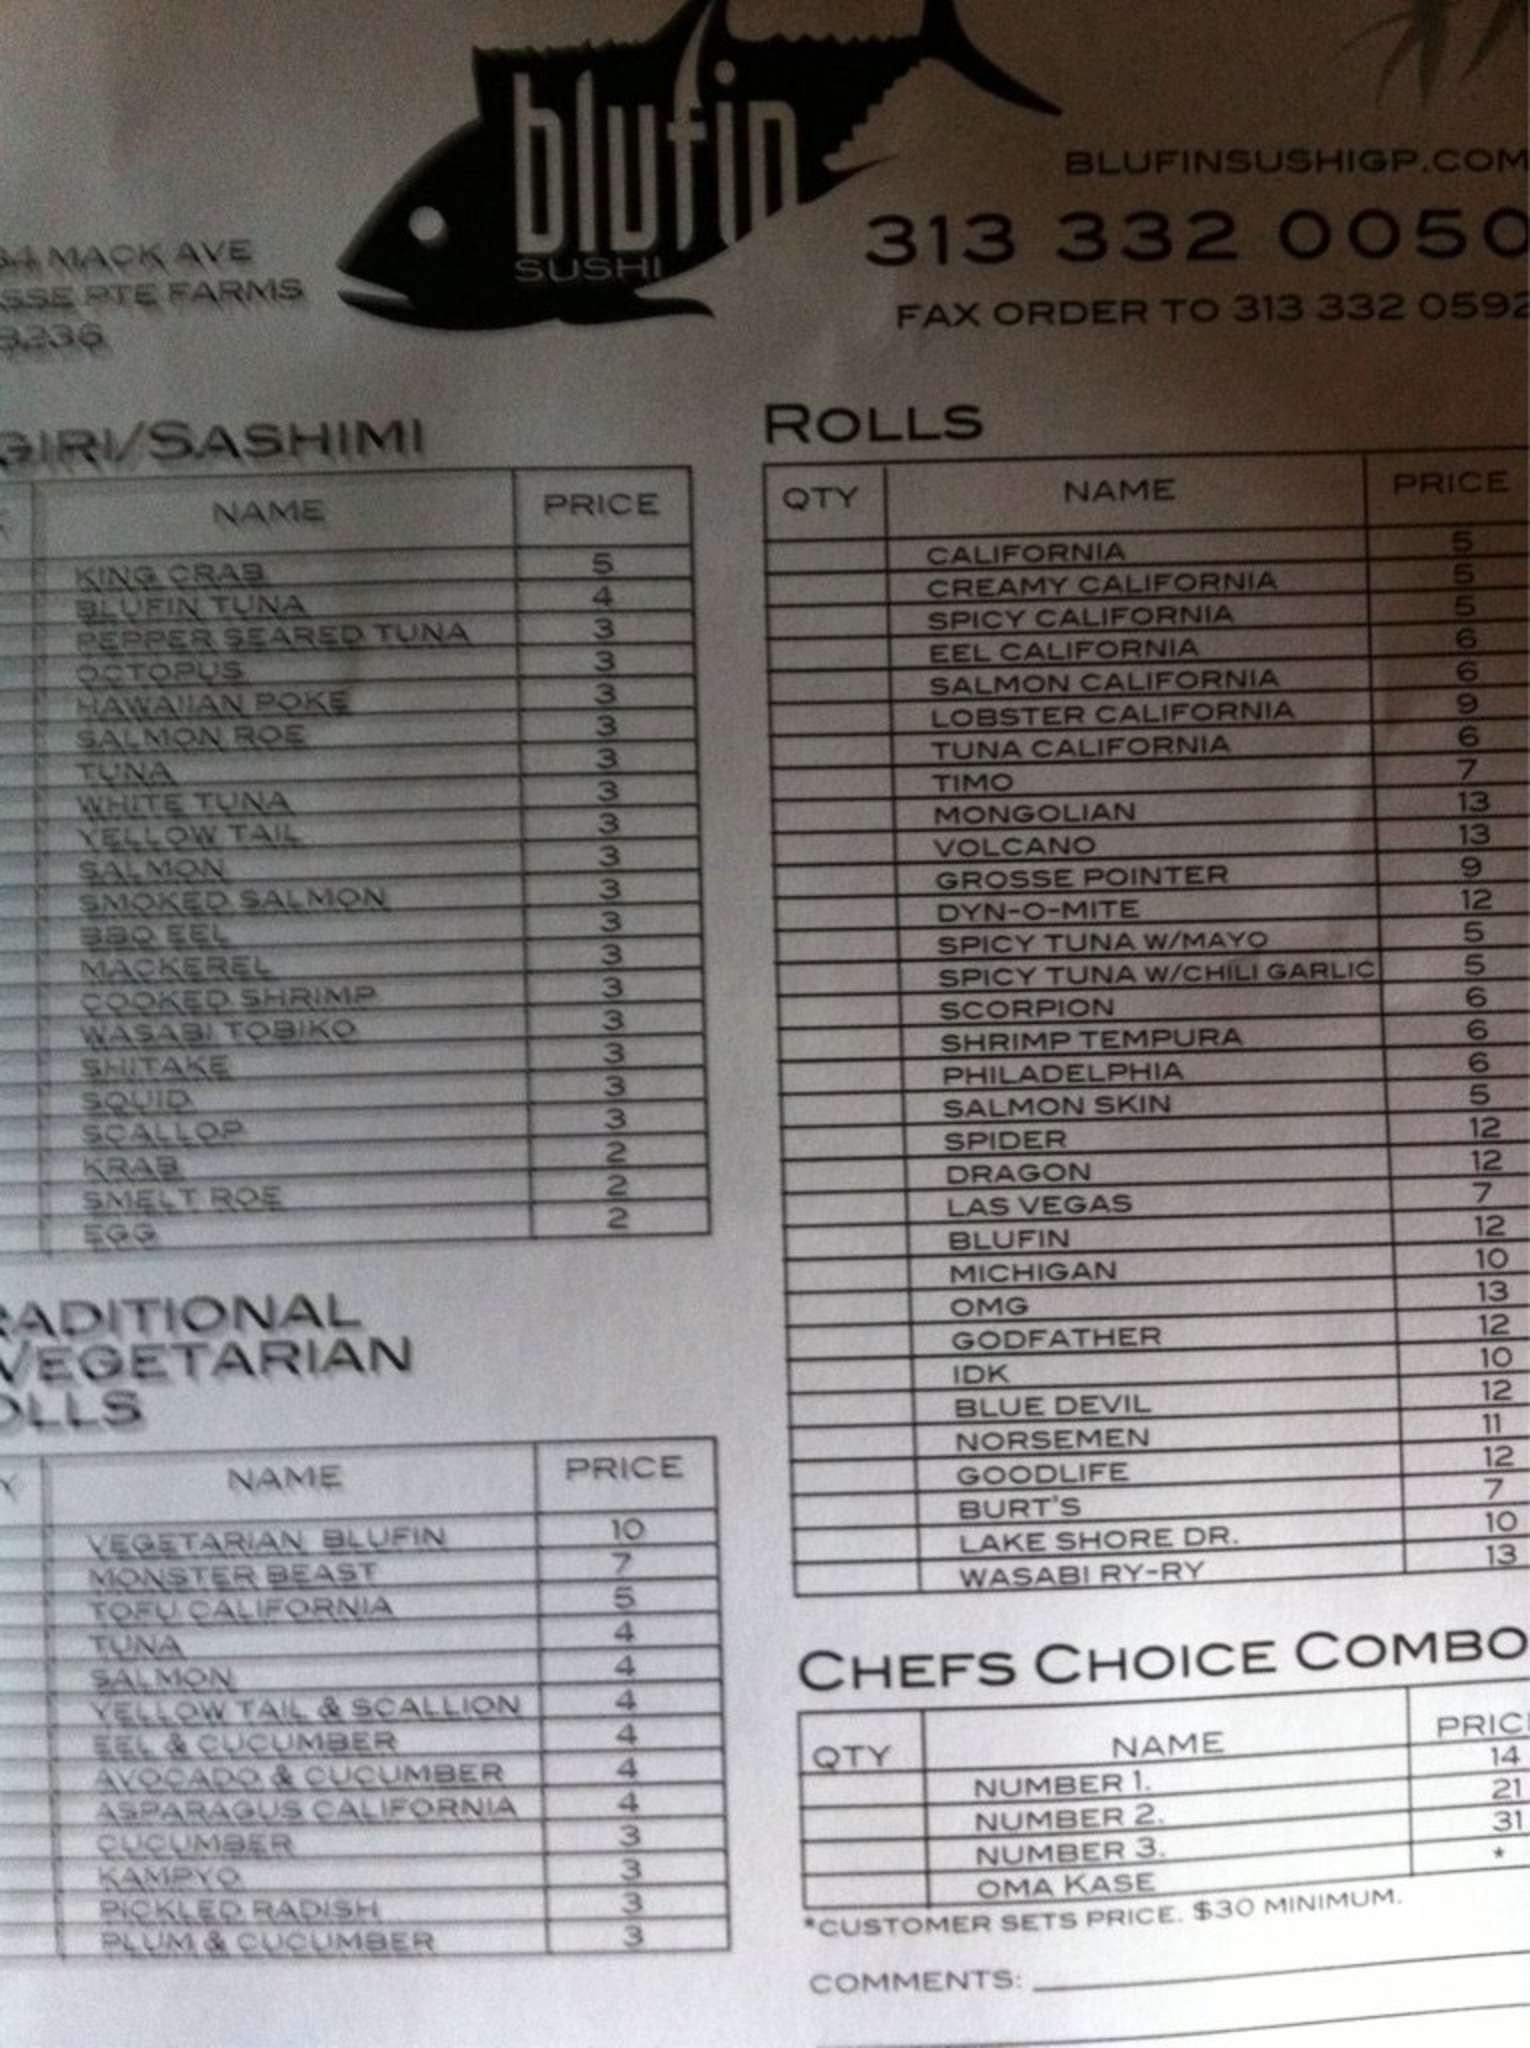 blufin
SUSHI
BLUFINSUSHIGP.COM
313 332 0050
FAX ORDER TO 313 332 0592
MACK AVE
PTE FARMS
GIRI/SASHIMI
NAME PRICE
KING CRAB 5
BLUFIN TUNA 4
PEPPER SEARED TUNA 3
OCTOPUS 3
HAWAIIAN POKE 3
SALMON ROE 3
TUNA 3
WHITE TUNA 3
YELLOW TAIL 3
SALMON 3
SMOKED SALMON 3
BBQ EEL 3
MACKEREL 3
COOKED SHRIMP 3
WASABI TOBIKO 3
SHITAKE 3
SQUID 3
SCALLOP 3
KRAB 2
SMELT ROE 2
EGG 2
RADITIONAL
VEGETARIAN
OLLS
NAME PRICE
VEGETARIAN BLUFIN 10
MONSTER BEAST 7
TOFU CALIFORNIA 5
TUNA 4
SALMON 4
YELLOW TAIL & SCALLION 4
EEL & CUCUMBER 4
AVOCADO & CUCUMBER 4
ASPARAGUS CALIFORNIA 4
CUCUMBER 3
KAMPYO 3
PICKLED RADISH 3
PLUM & CUCUMBER 3
ROLLS
QTY NAME PRICE
CALIFORNIA 5
CREAMY CALIFORNIA 5
SPICY CALIFORNIA 5
EEL CALIFORNIA 6
SALMON CALIFORNIA 6
LOBSTER CALIFORNIA 9
TUNA CALIFORNIA 6
TIMO 7
MONGOLIAN 13
VOLCANO 13
GROSSE POINTER 9
DYN-O-MITE 12
SPICY TUNA W/MAYO 5
SPICY TUNA W/CHILI GARLIC 5
SCORPION 6
SHRIMP TEMPURA 6
PHILADELPHIA 6
SALMON SKIN 5
SPIDER 12
DRAGON 12
LAS VEGAS 7
BLUFIN 12
MICHIGAN 10
OMG 13
GODFATHER 12
IDK 10
BLUE DEVIL 12
NORSEMEN 11
GOODLIFE 12
BURT'S 7
LAKE SHORE DR. 10
WASABI RY-RY 13
CHEFS CHOICE COMBO
QTY NAME PRIC
NUMBER 1. 14
NUMBER 2. 21
NUMBER 3. 31
OMA KASE *
*CUSTOMER SETS PRICE. $30 MINIMUM.
COMMENTS: